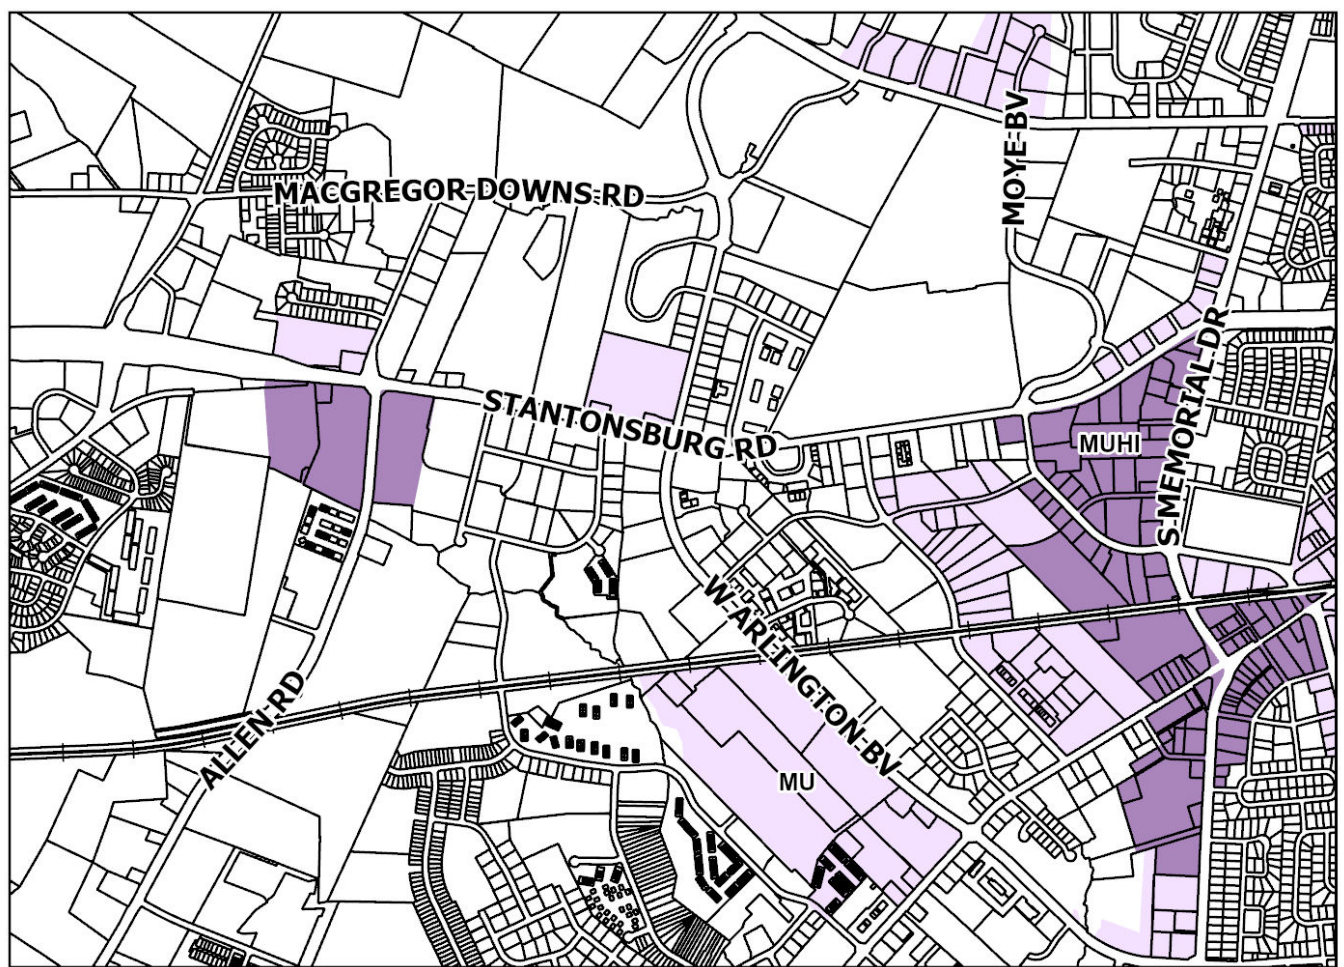 MOYE BV
MACGREGOR DOWNS RD
S MEMORIAL DR
STANTONSBURG RD
MUHI
W ARLINGTON BV
ALLEN RD
MU